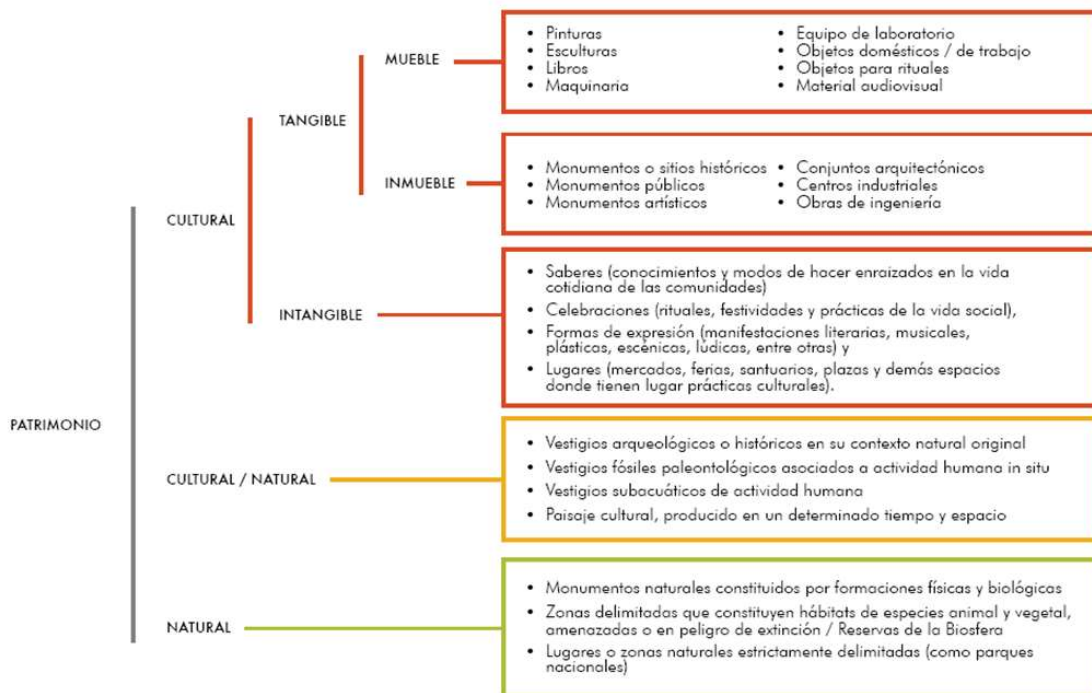 PATRIMONIO
CULTURAL
TANGIBLE
MUEBLE
• Pinturas
• Esculturas
• Libros
• Maquinaria
• Equipo de laboratorio
• Objetos domésticos / de trabajo
• Objetos para rituales
• Material audiovisual
INMUEBLE
• Monumentos o sitios históricos
• Monumentos públicos
• Monumentos artísticos
• Conjuntos arquitectónicos
• Centros industriales
• Obras de ingeniería
INTANGIBLE
• Saberes (conocimientos y modos de hacer enraizados en la vida
cotidiana de las comunidades)
• Celebraciones (rituales, festividades y prácticas de la vida social),
• Formas de expresión (manifestaciones literarias, musicales,
plásticas, escénicas, lúdicas, entre otras) y
• Lugares (mercados, ferias, santuarios, plazas y demás espacios
donde tienen lugar prácticas culturales).
CULTURAL / NATURAL
• Vestigios arqueológicos o históricos en su contexto natural original
• Vestigios fósiles paleontológicos asociados a actividad humana in situ
• Vestigios subacuáticos de actividad humana
• Paisaje cultural, producido en un determinado tiempo y espacio
NATURAL
• Monumentos naturales constituidos por formaciones físicas y biológicas
• Zonas delimitadas que constituyen hábitats de especies animal y vegetal,
amenazadas o en peligro de extinción / Reservas de la Biosfera
• Lugares o zonas naturales estrictamente delimitadas (como parques
nacionales)